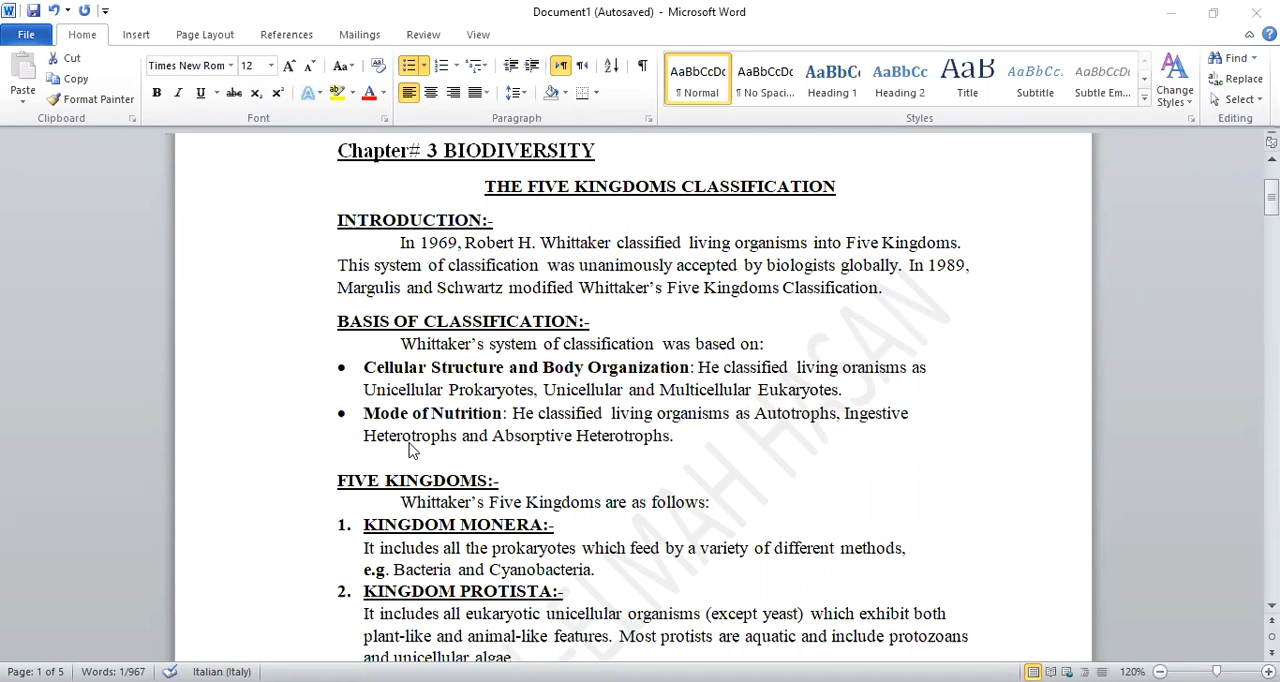 Document1 (Autosaved) - Microsoft Word
File Home Insert Page Layout References Mailings Review View
Paste Cut
Copy
Format Painter
Clipboard
Times New Rom 12
Font
Paragraph
AaBbCcDc AaBbCcDc AaBbC AaBbCc AaB AaBbCc. AaBbCcDc
¶ Normal ¶ No Spaci... Heading 1 Heading 2 Title Subtitle Subtle Em...
Styles
Change Styles
Find
Replace
Select
Editing
Chapter# 3 BIODIVERSITY
THE FIVE KINGDOMS CLASSIFICATION
INTRODUCTION:-
In 1969, Robert H. Whittaker classified living organisms into Five Kingdoms.
This system of classification was unanimously accepted by biologists globally. In 1989,
Margulis and Schwartz modified Whittaker's Five Kingdoms Classification.
BASIS OF CLASSIFICATION:-
Whittaker's system of classification was based on:
• Cellular Structure and Body Organization: He classified living oranisms as
Unicellular Prokaryotes, Unicellular and Multicellular Eukaryotes.
• Mode of Nutrition: He classified living organisms as Autotrophs, Ingestive
Heterotrophs and Absorptive Heterotrophs.
FIVE KINGDOMS:-
Whittaker's Five Kingdoms are as follows:
1. KINGDOM MONERA:-
It includes all the prokaryotes which feed by a variety of different methods,
e.g. Bacteria and Cyanobacteria.
2. KINGDOM PROTISTA:-
It includes all eukaryotic unicellular organisms (except yeast) which exhibit both
plant-like and animal-like features. Most protists are aquatic and include protozoans
and unicellular algae.
-ELMAH HASAN
Page: 1 of 5 Words: 1/967 Italian (Italy) 120%